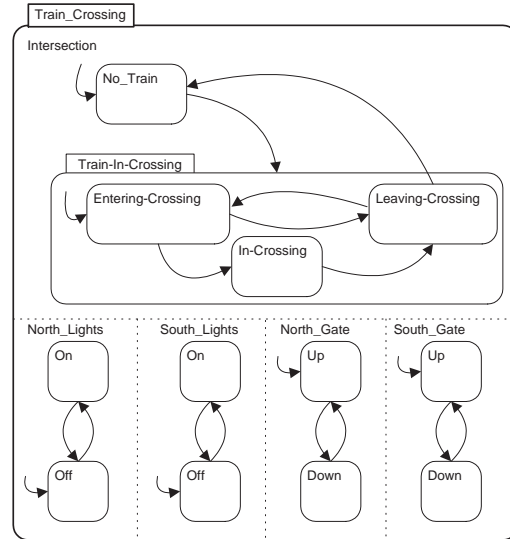 Train_Crossing
Intersection
No_Train
Train-In-Crossing
Entering-Crossing
Leaving-Crossing
In-Crossing
North_Lights
South_Lights
North_Gate
South_Gate
On
On
Up
Up
Off
Off
Down
Down